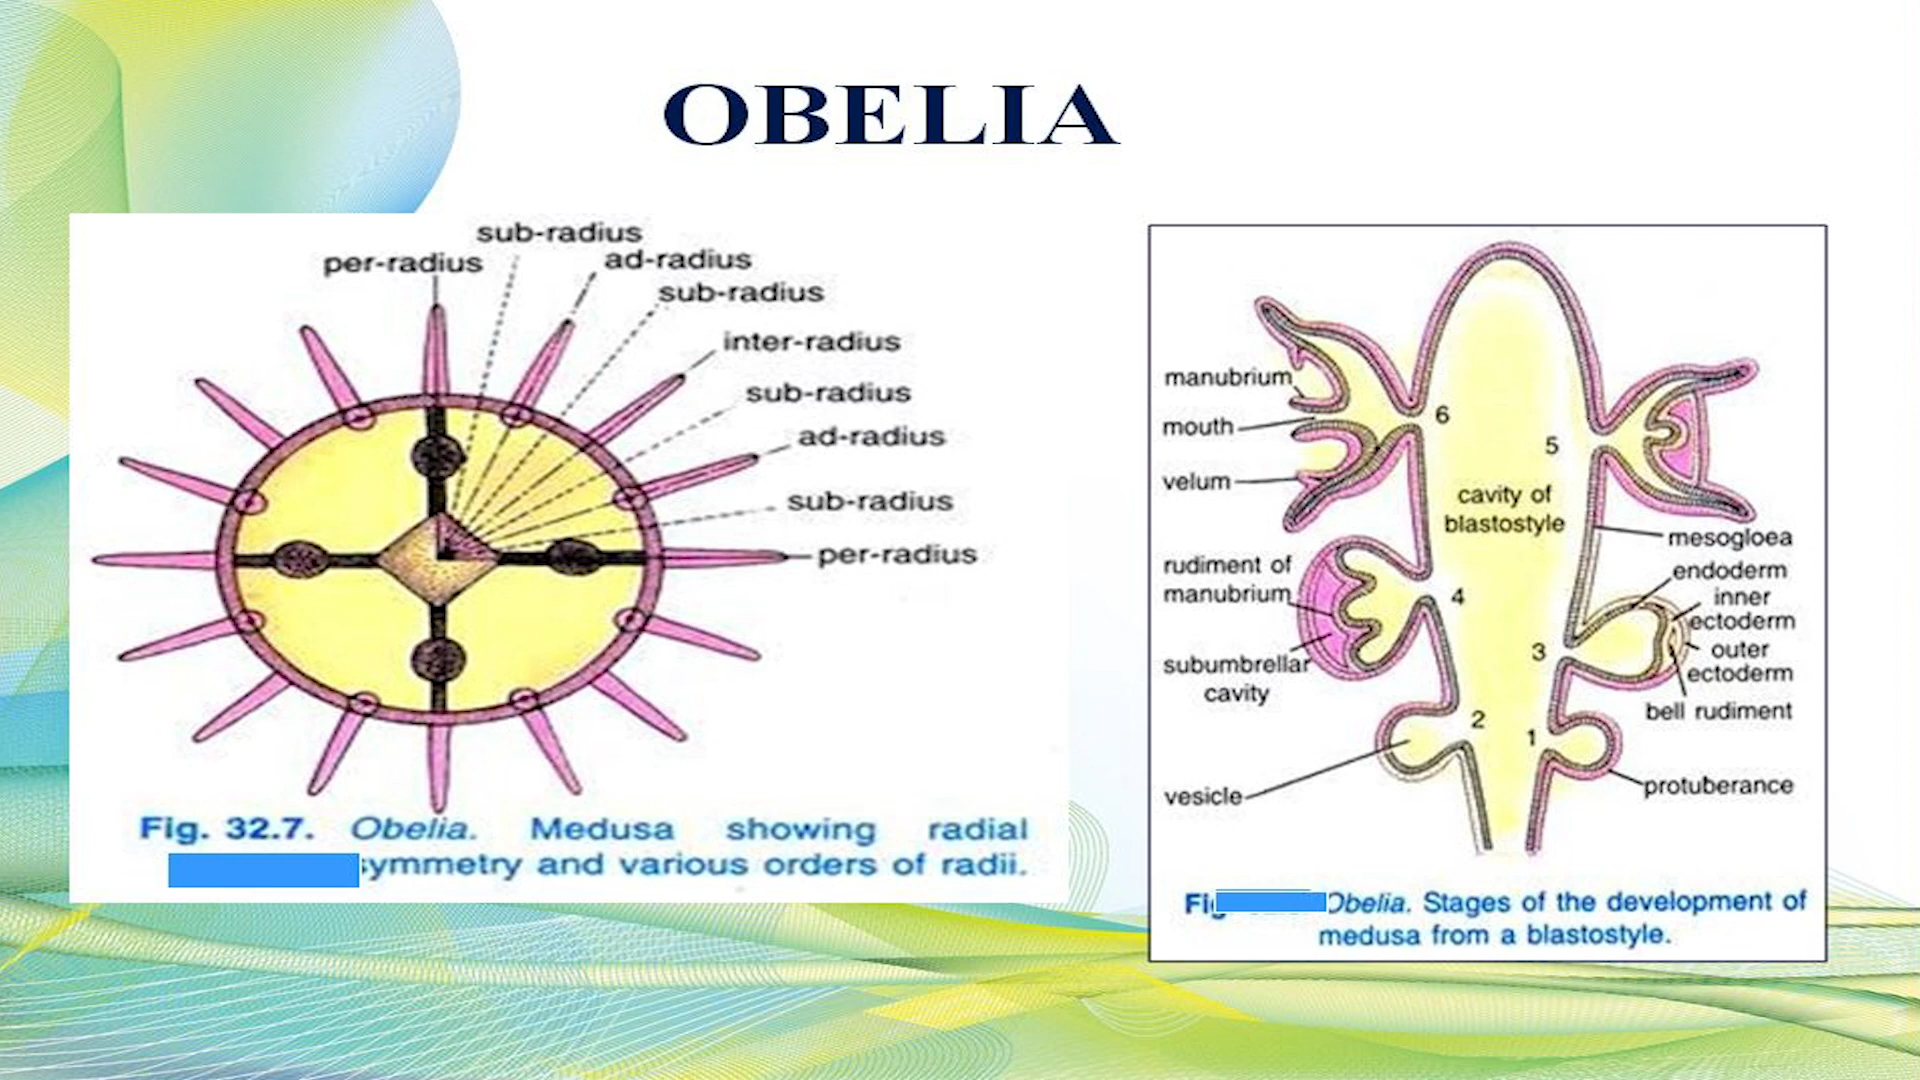 OBELIA
sub-radius
per-radius
ad-radius
sub-radius
inter-radius
sub-radius
ad-radius
sub-radius
per-radius
Fig. 32.7. Obelia. Medusa showing radial
symmetry and various orders of radii.
manubrium
mouth
velum
rudiment of
manubrium
subumbrellar
cavity
vesicle
6
5
cavity of
blastostyle
4
3
2
1
mesogloea
endoderm
inner
ectoderm
outer
ectoderm
bell rudiment
protuberance
Obelia. Stages of the development of
medusa from a blastostyle.